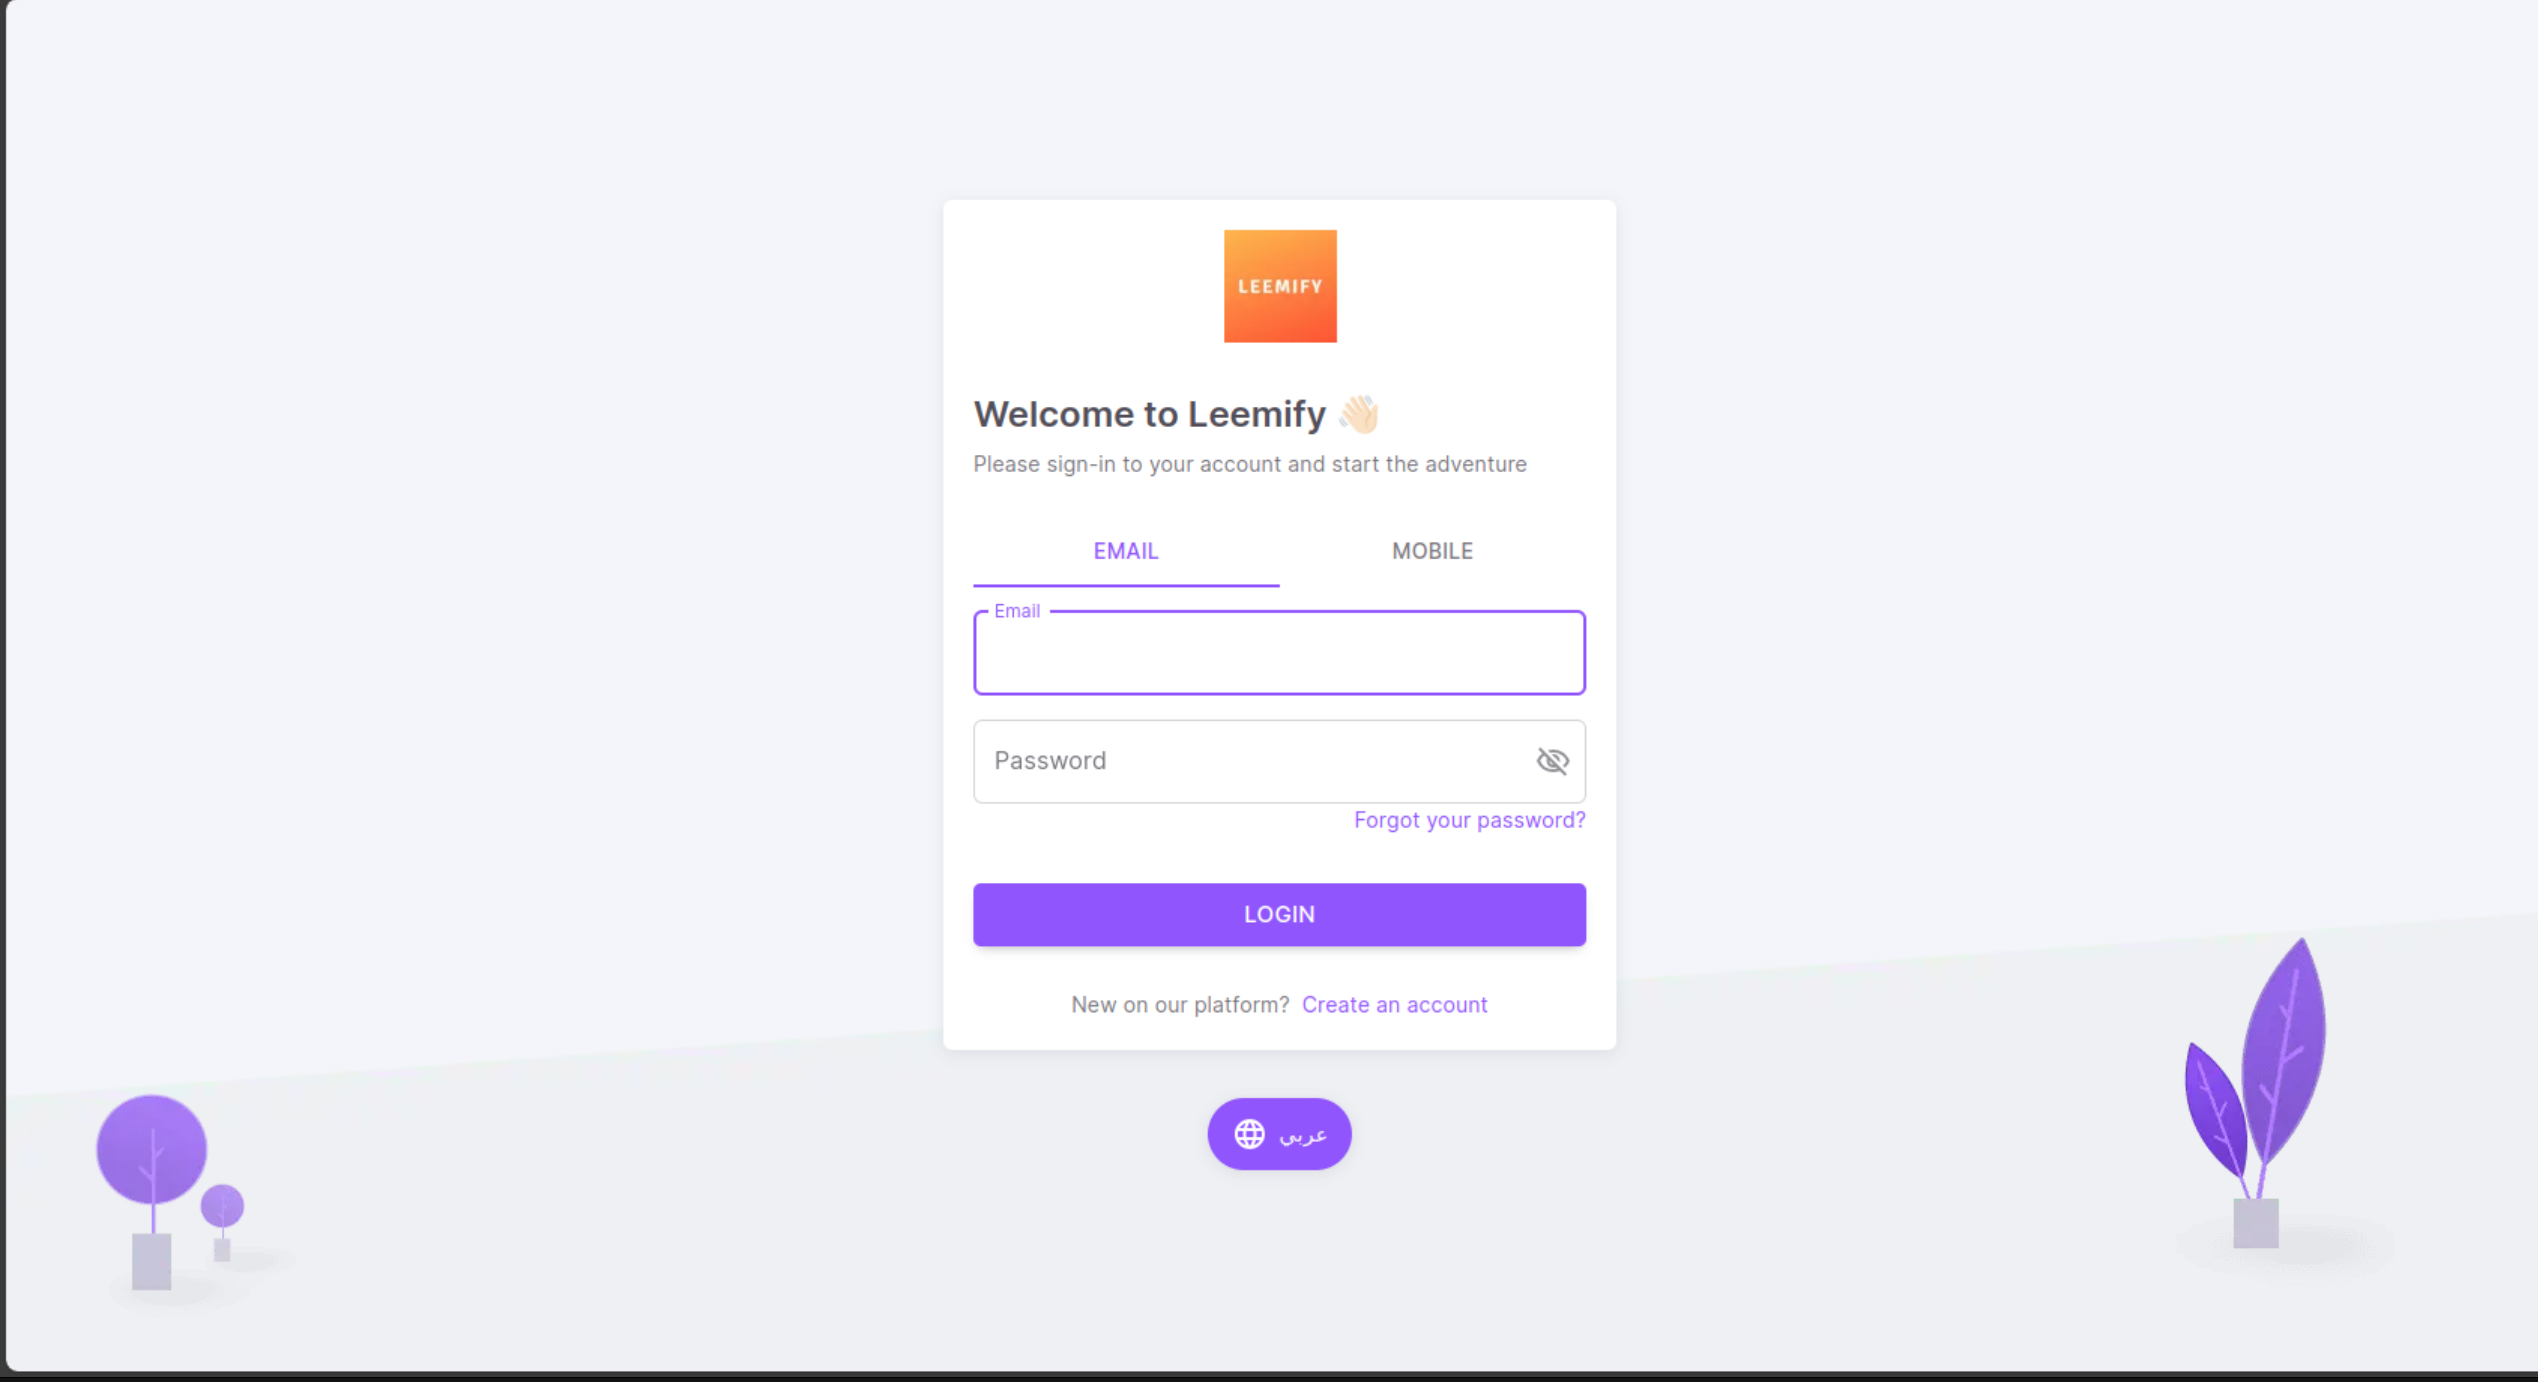 LEEMIFY
Welcome to Leemify 👋🏻
Please sign-in to your account and start the adventure
EMAIL MOBILE
Email
Password
Forgot your password?
LOGIN
New on our platform? Create an account
عربي